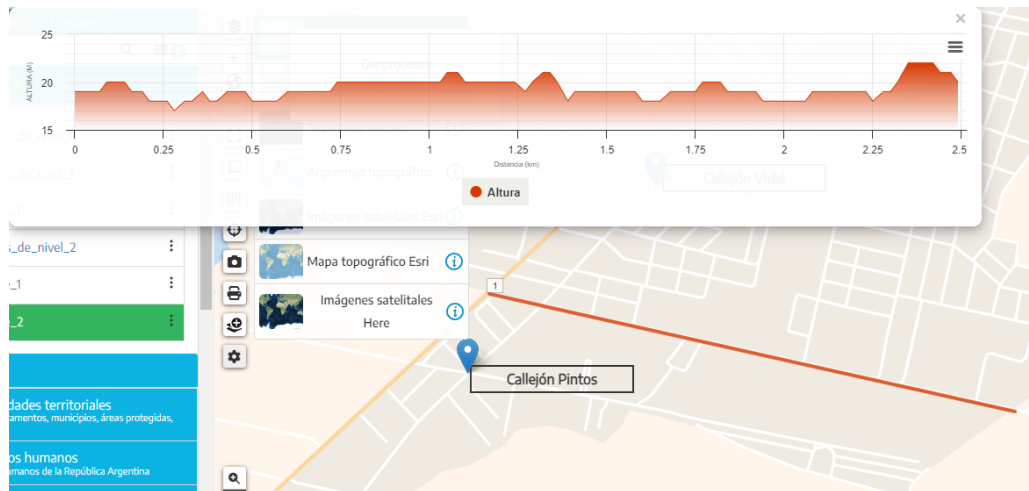 ×
25
20
15
ALTURA (M)
0
0.25
0.5
0.75
1
1.25
1.5
1.75
2
2.25
2.5
Distancia (km)
Altura
Geoprocesos
Argenmap topográfico
Callejón Vidal
Imágenes satelitales Esri
_de_nivel_2
s_de_nivel_2
Mapa topográfico Esri
_1
1
Imágenes satelitales
Here
_2
Callejón Pintos
dades territoriales
amentos, municipios, áreas protegidas,
os humanos
umanos de la República Argentina